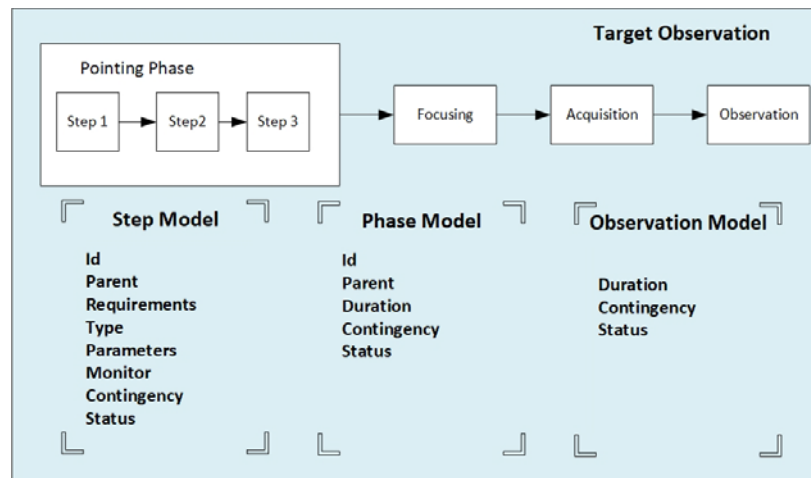 Target Observation
Pointing Phase
Step 1
Step2
Step 3
Focusing
Acquisition
Observation
Step Model
Id
Parent
Requirements
Type
Parameters
Monitor
Contingency
Status
Phase Model
Id
Parent
Duration
Contingency
Status
Observation Model
Duration
Contingency
Status